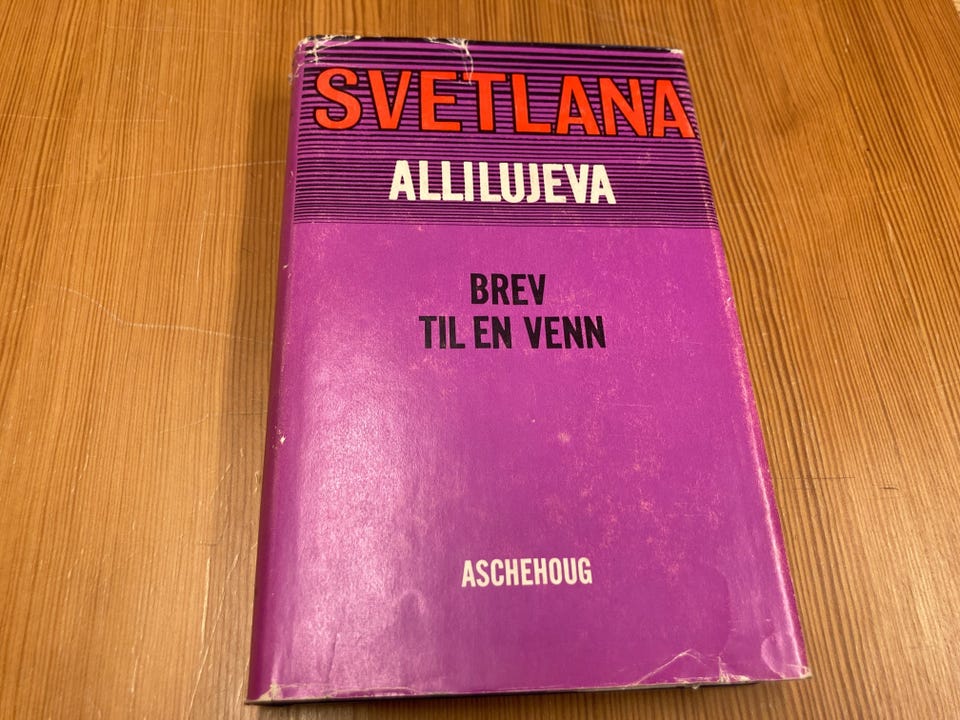 SVETLANA
ALLILUJEVA
BREV
TIL EN VENN
ASCHEHOUG